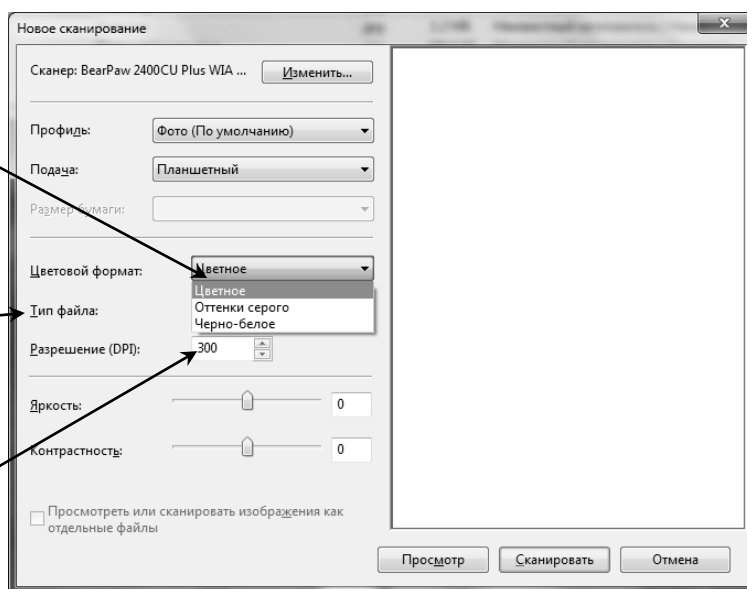 Новое сканирование
Сканер: BearPaw 2400CU Plus WIA ...
Изменить...
Профиль:
Фото (По умолчанию)
Подача:
Планшетный
Размер бумаги:
Цветовой формат:
Цветное
Цветное
Оттенки серого
Черно-белое
Тип файла:
Разрешение (DPI):
300
Яркость:
0
Контрастность:
0
Просмотреть или сканировать изображения как
отдельные файлы
Просмотр
Сканировать
Отмена